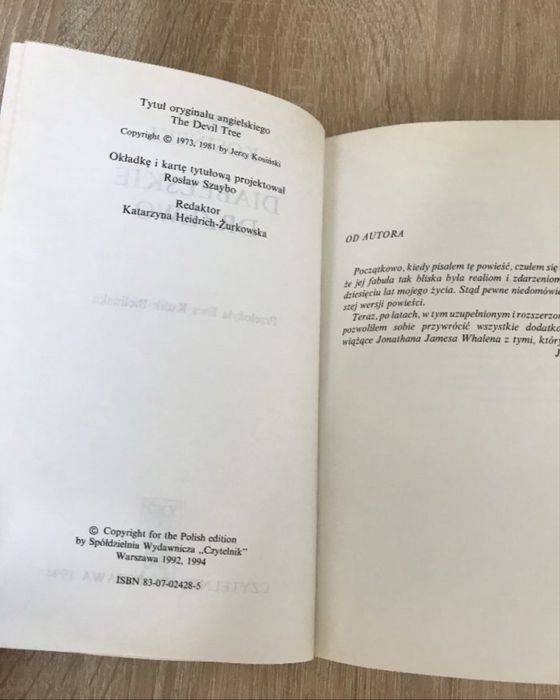 Tytuł oryginału angielskiego
The Devil Tree
Copyright © 1973, 1981 by Jerzy Kosiński
Okładkę i kartę tytułową projektował
Rosław Szaybo
Redaktor
Katarzyna Heidrich-Żurkowska
© Copyright for the Polish edition
by Spółdzielnia Wydawnicza „Czytelnik”
Warszawa 1992, 1994
ISBN 83-07-02428-5
OD AUTORA
Początkowo, kiedy pisałem tę powieść, czułem się
że jej fabuła tak bliska była realiom i zdarzeniom
dziesięciu lat mojego życia. Stąd pewne niedomówie
szej wersji powieści.
Teraz, po latach, w tym uzupełnionym i rozszerzon
pozwoliłem sobie przywrócić wszystkie dodatko
wiążące Jonathana Jamesa Whalena z tymi, któr
J